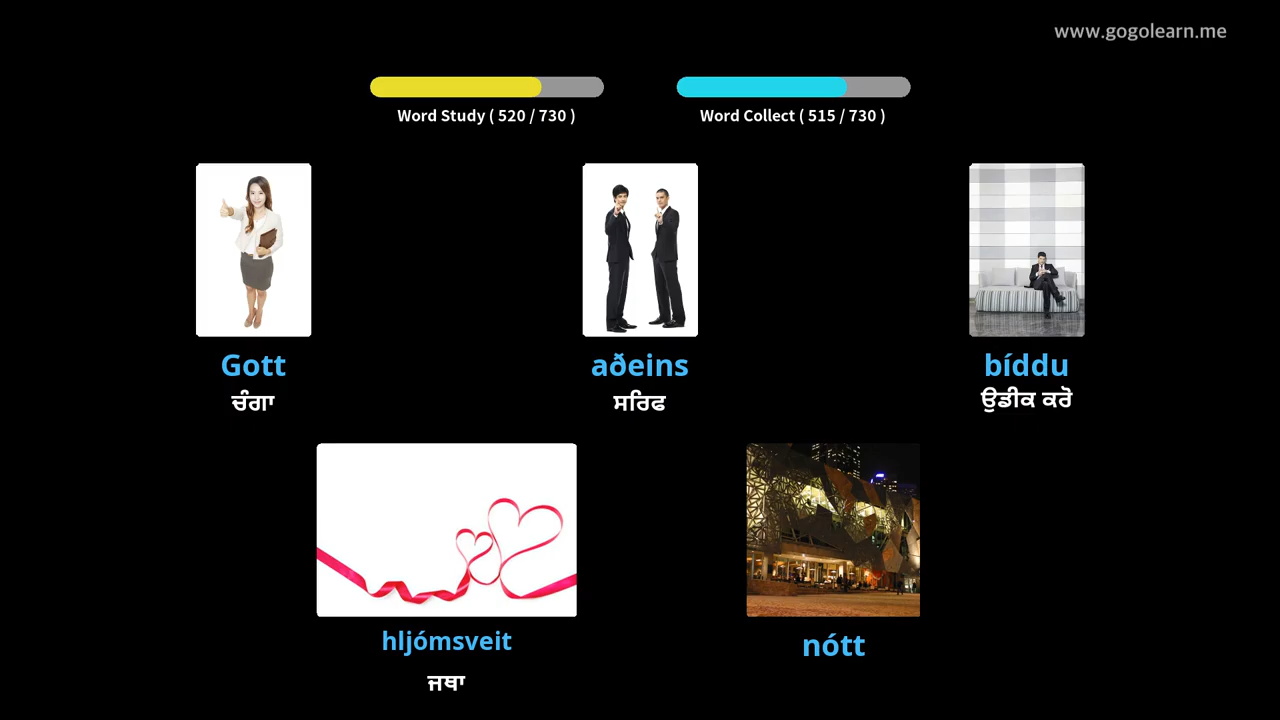 www.gogolearn.me
Word Study ( 520 / 730 )
Word Collect ( 515 / 730 )
Gott
aðeins
bíddu
ਚੰਗਾ
ਸਰਿਫ
ਉਡੀਕ ਕਰੋ
hljómsveit
nótt
ਜਥਾ